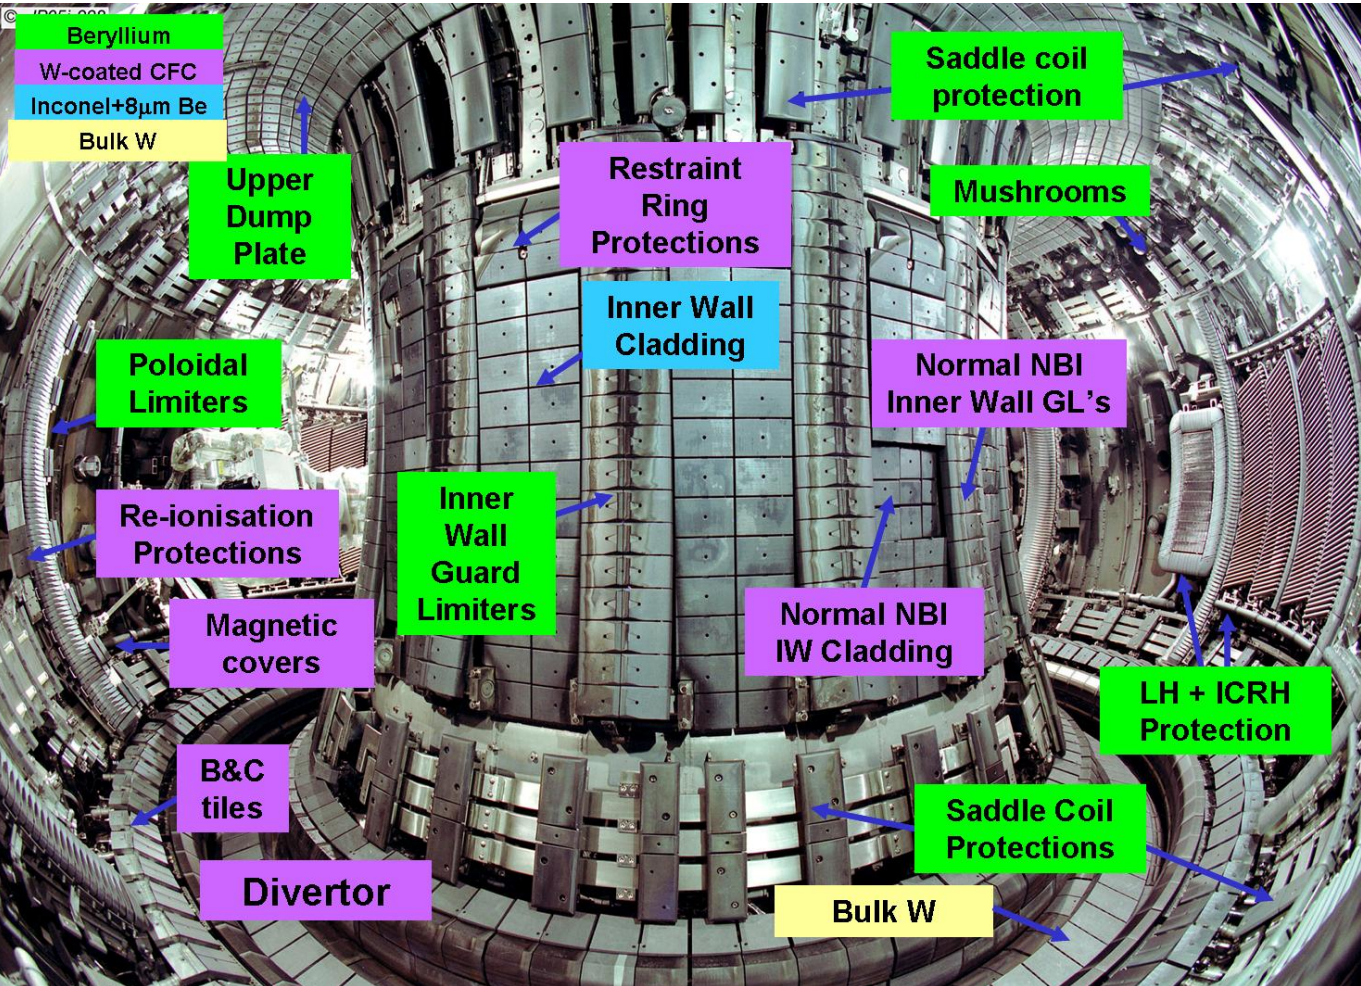 ©
Beryllium
W-coated CFC
Inconel+8μm Be
Bulk W
Saddle coil
protection
Upper
Dump
Plate
Restraint
Ring
Protections
Mushrooms
Inner Wall
Cladding
Poloidal
Limiters
Normal NBI
Inner Wall GL’s
Re-ionisation
Protections
Inner
Wall
Guard
Limiters
Magnetic
covers
Normal NBI
IW Cladding
LH + ICRH
Protection
B&C
tiles
Saddle Coil
Protections
Divertor
Bulk W